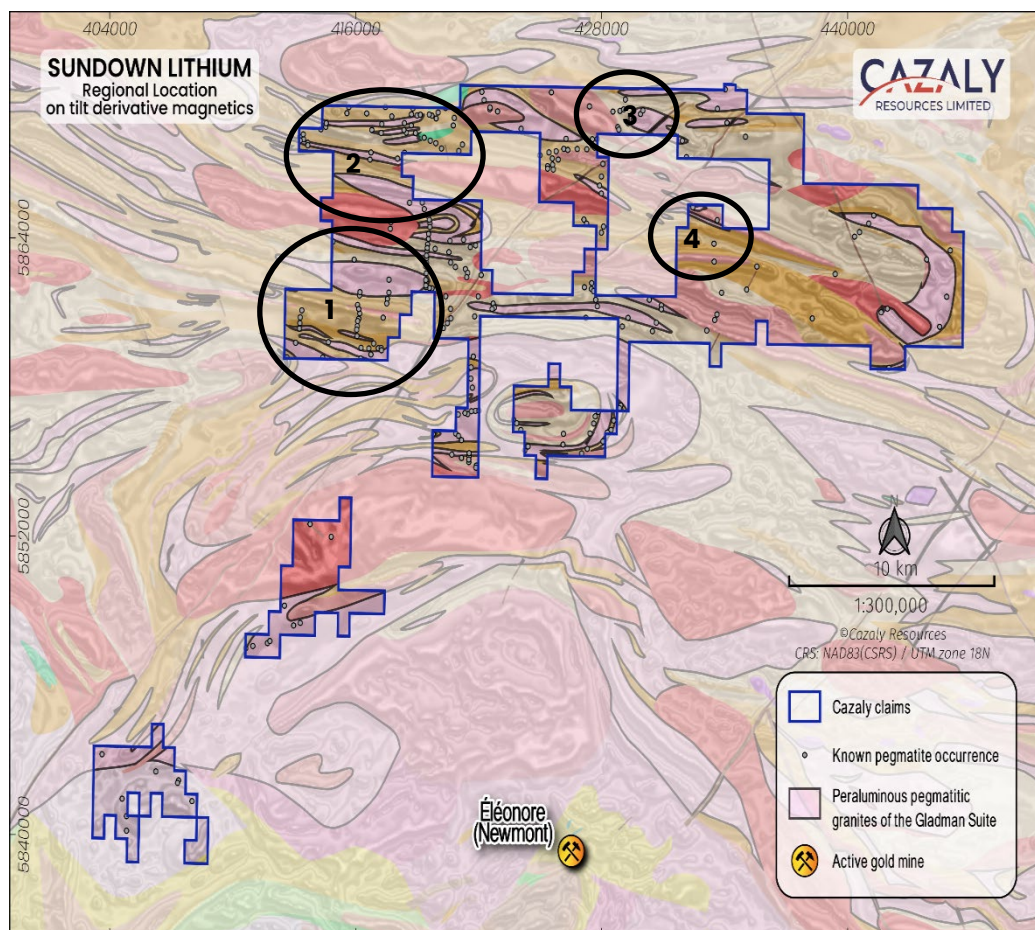 404000
416000
428000
440000
SUNDOWN LITHIUM
Regional Location
on tilt derivative magnetics
CAZALY
RESOURCES LIMITED
3
2
4
5864000
1
5852000
N
10 km
1:300,000
©Cazaly Resources
CRS: NAD83(CSRS) / UTM zone 18N
Cazaly claims
Known pegmatite occurrence
Peraluminous pegmatitic
granites of the Gladman Suite
Active gold mine
Éléonore
(Newmont)
5840000